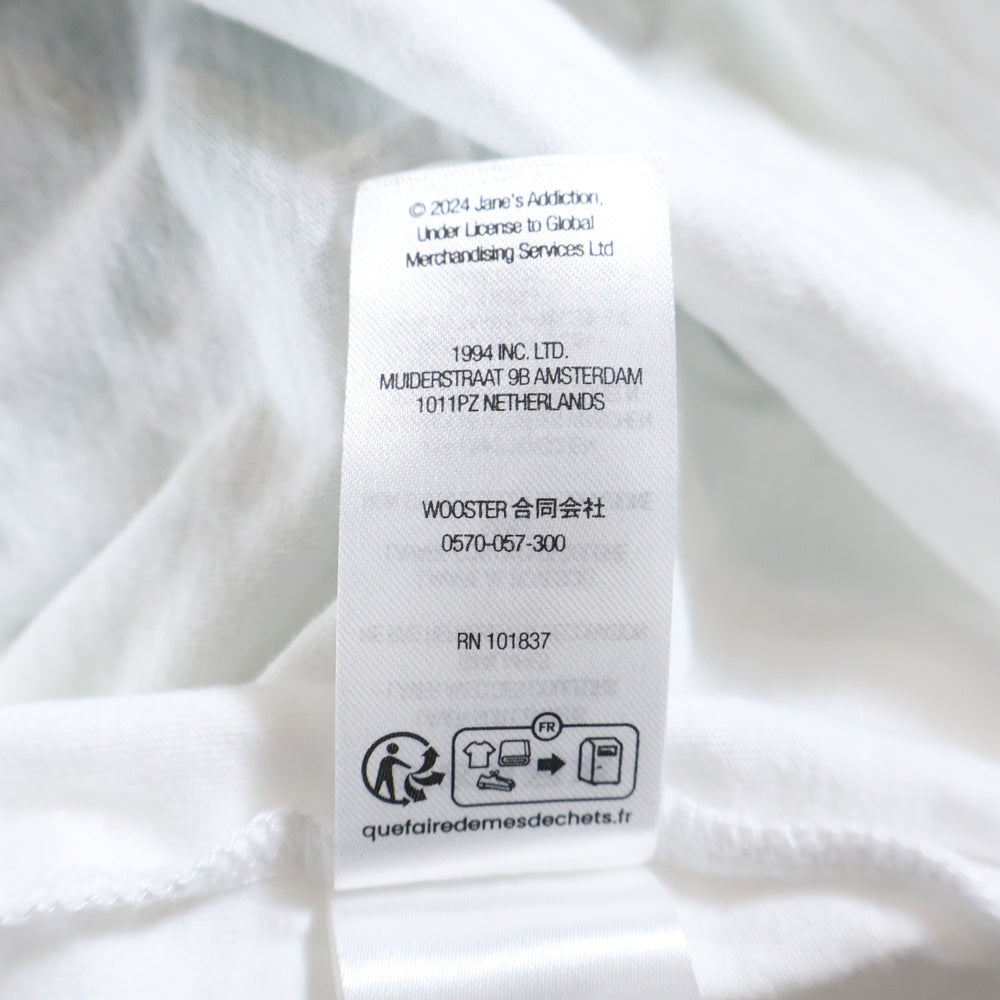 © 2024 Jane's Addiction,
Under License to Global
Merchandising Services Ltd
1994 INC. LTD.
MUIDERSTRAAT 9B AMSTERDAM
1011PZ NETHERLANDS
WOOSTER 合同会社
0570-057-300
RN 101837
FR
quefairedemesdechets.fr